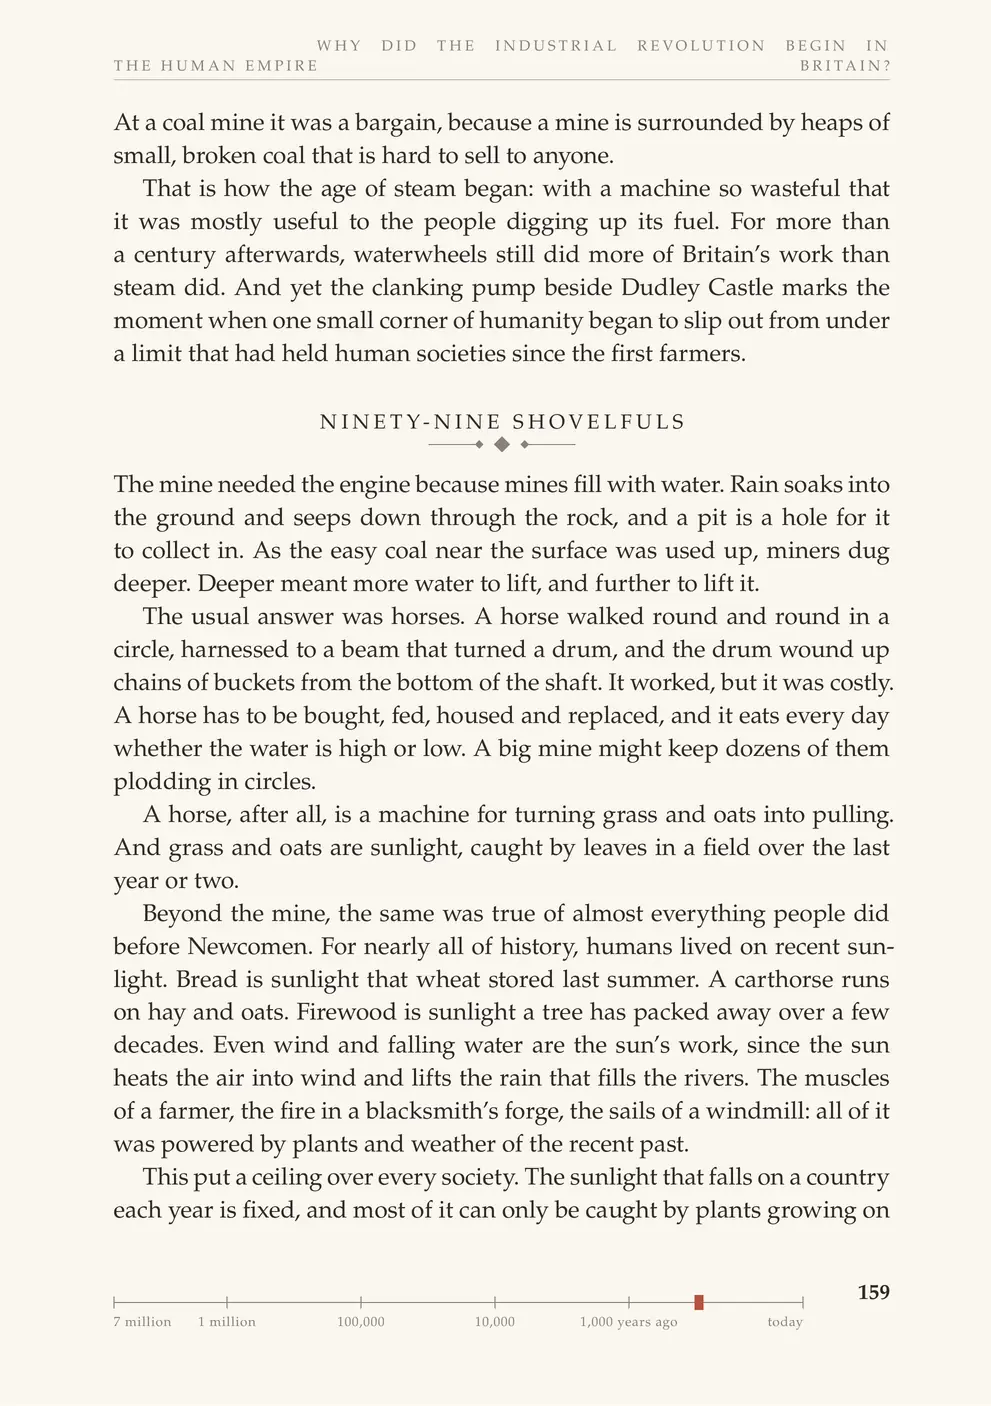 WHY DID THE INDUSTRIAL REVOLUTION BEGIN IN
THE HUMAN EMPIRE BRITAIN?
At a coal mine it was a bargain, because a mine is surrounded by heaps of
small, broken coal that is hard to sell to anyone.
That is how the age of steam began: with a machine so wasteful that
it was mostly useful to the people digging up its fuel. For more than
a century afterwards, waterwheels still did more of Britain’s work than
steam did. And yet the clanking pump beside Dudley Castle marks the
moment when one small corner of humanity began to slip out from under
a limit that had held human societies since the first farmers.
NINETY-NINE SHOVELFULS
The mine needed the engine because mines fill with water. Rain soaks into
the ground and seeps down through the rock, and a pit is a hole for it
to collect in. As the easy coal near the surface was used up, miners dug
deeper. Deeper meant more water to lift, and further to lift it.
The usual answer was horses. A horse walked round and round in a
circle, harnessed to a beam that turned a drum, and the drum wound up
chains of buckets from the bottom of the shaft. It worked, but it was costly.
A horse has to be bought, fed, housed and replaced, and it eats every day
whether the water is high or low. A big mine might keep dozens of them
plodding in circles.
A horse, after all, is a machine for turning grass and oats into pulling.
And grass and oats are sunlight, caught by leaves in a field over the last
year or two.
Beyond the mine, the same was true of almost everything people did
before Newcomen. For nearly all of history, humans lived on recent sun-
light. Bread is sunlight that wheat stored last summer. A carthorse runs
on hay and oats. Firewood is sunlight a tree has packed away over a few
decades. Even wind and falling water are the sun’s work, since the sun
heats the air into wind and lifts the rain that fills the rivers. The muscles
of a farmer, the fire in a blacksmith’s forge, the sails of a windmill: all of it
was powered by plants and weather of the recent past.
This put a ceiling over every society. The sunlight that falls on a country
each year is fixed, and most of it can only be caught by plants growing on
159
7 million 1 million 100,000 10,000 1,000 years ago today